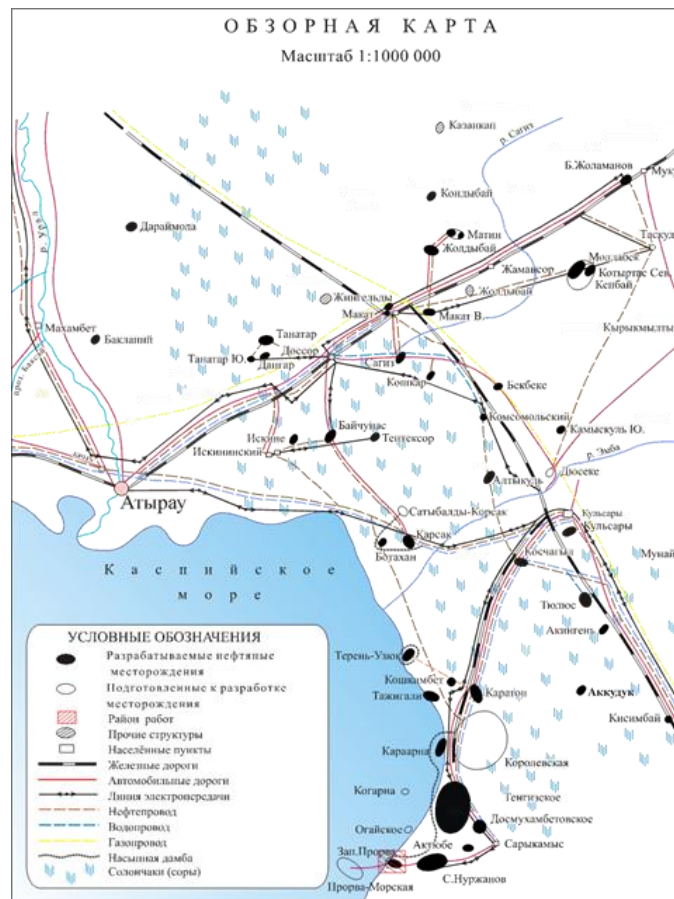 ОБЗОРНАЯ КАРТА
Масштаб 1:1000 000
Казанкап
р. Сагиз
Б.Жоламанов
Кондыбай
Матин
Дараймола
Жолдыбай
Жамансор
Котыртас Сев.
Кенбай
Жингельды
Жолдыбай
Макат
Макат В.
Махамбет
Бакланий
Танатар
Кырыкмылты
Танатар Ю.
Доссор
Дангар
Сагиз
Кошкар
Бекбеке
Комсомольский
Байчунас
Искине
Тентексор
Камыскуль Ю.
Искининский
р. Эмба
Дюсеке
Алтыкуль
Атырау
Сатыбалды-Корсак
Кульсары
Карсак
Кульсары
Ботахан
Косчагыл
Мунай
Каспийское
море
Тюлюс
Акинген
Терень-Узюк
Кошкимбет
Каратон
Аккудук
Тажигали
Кисимбай
Караарна
Королевская
Когарна
Тенгизское
Досмухамбетовское
Огайское
Актюбе
Сарыкамыс
Зап.Прорва
С.Нуржанов
Прорва-Морская
УСЛОВНЫЕ ОБОЗНАЧЕНИЯ
Разрабатываемые нефтяные
месторождения
Подготовленные к разработке
месторождения
Район работ
Прочие структуры
Населённые пункты
Железные дороги
Автомобильные дороги
Линия электропередачи
Нефтепровод
Водопровод
Газопровод
Насыпная дамба
Солончаки (соры)